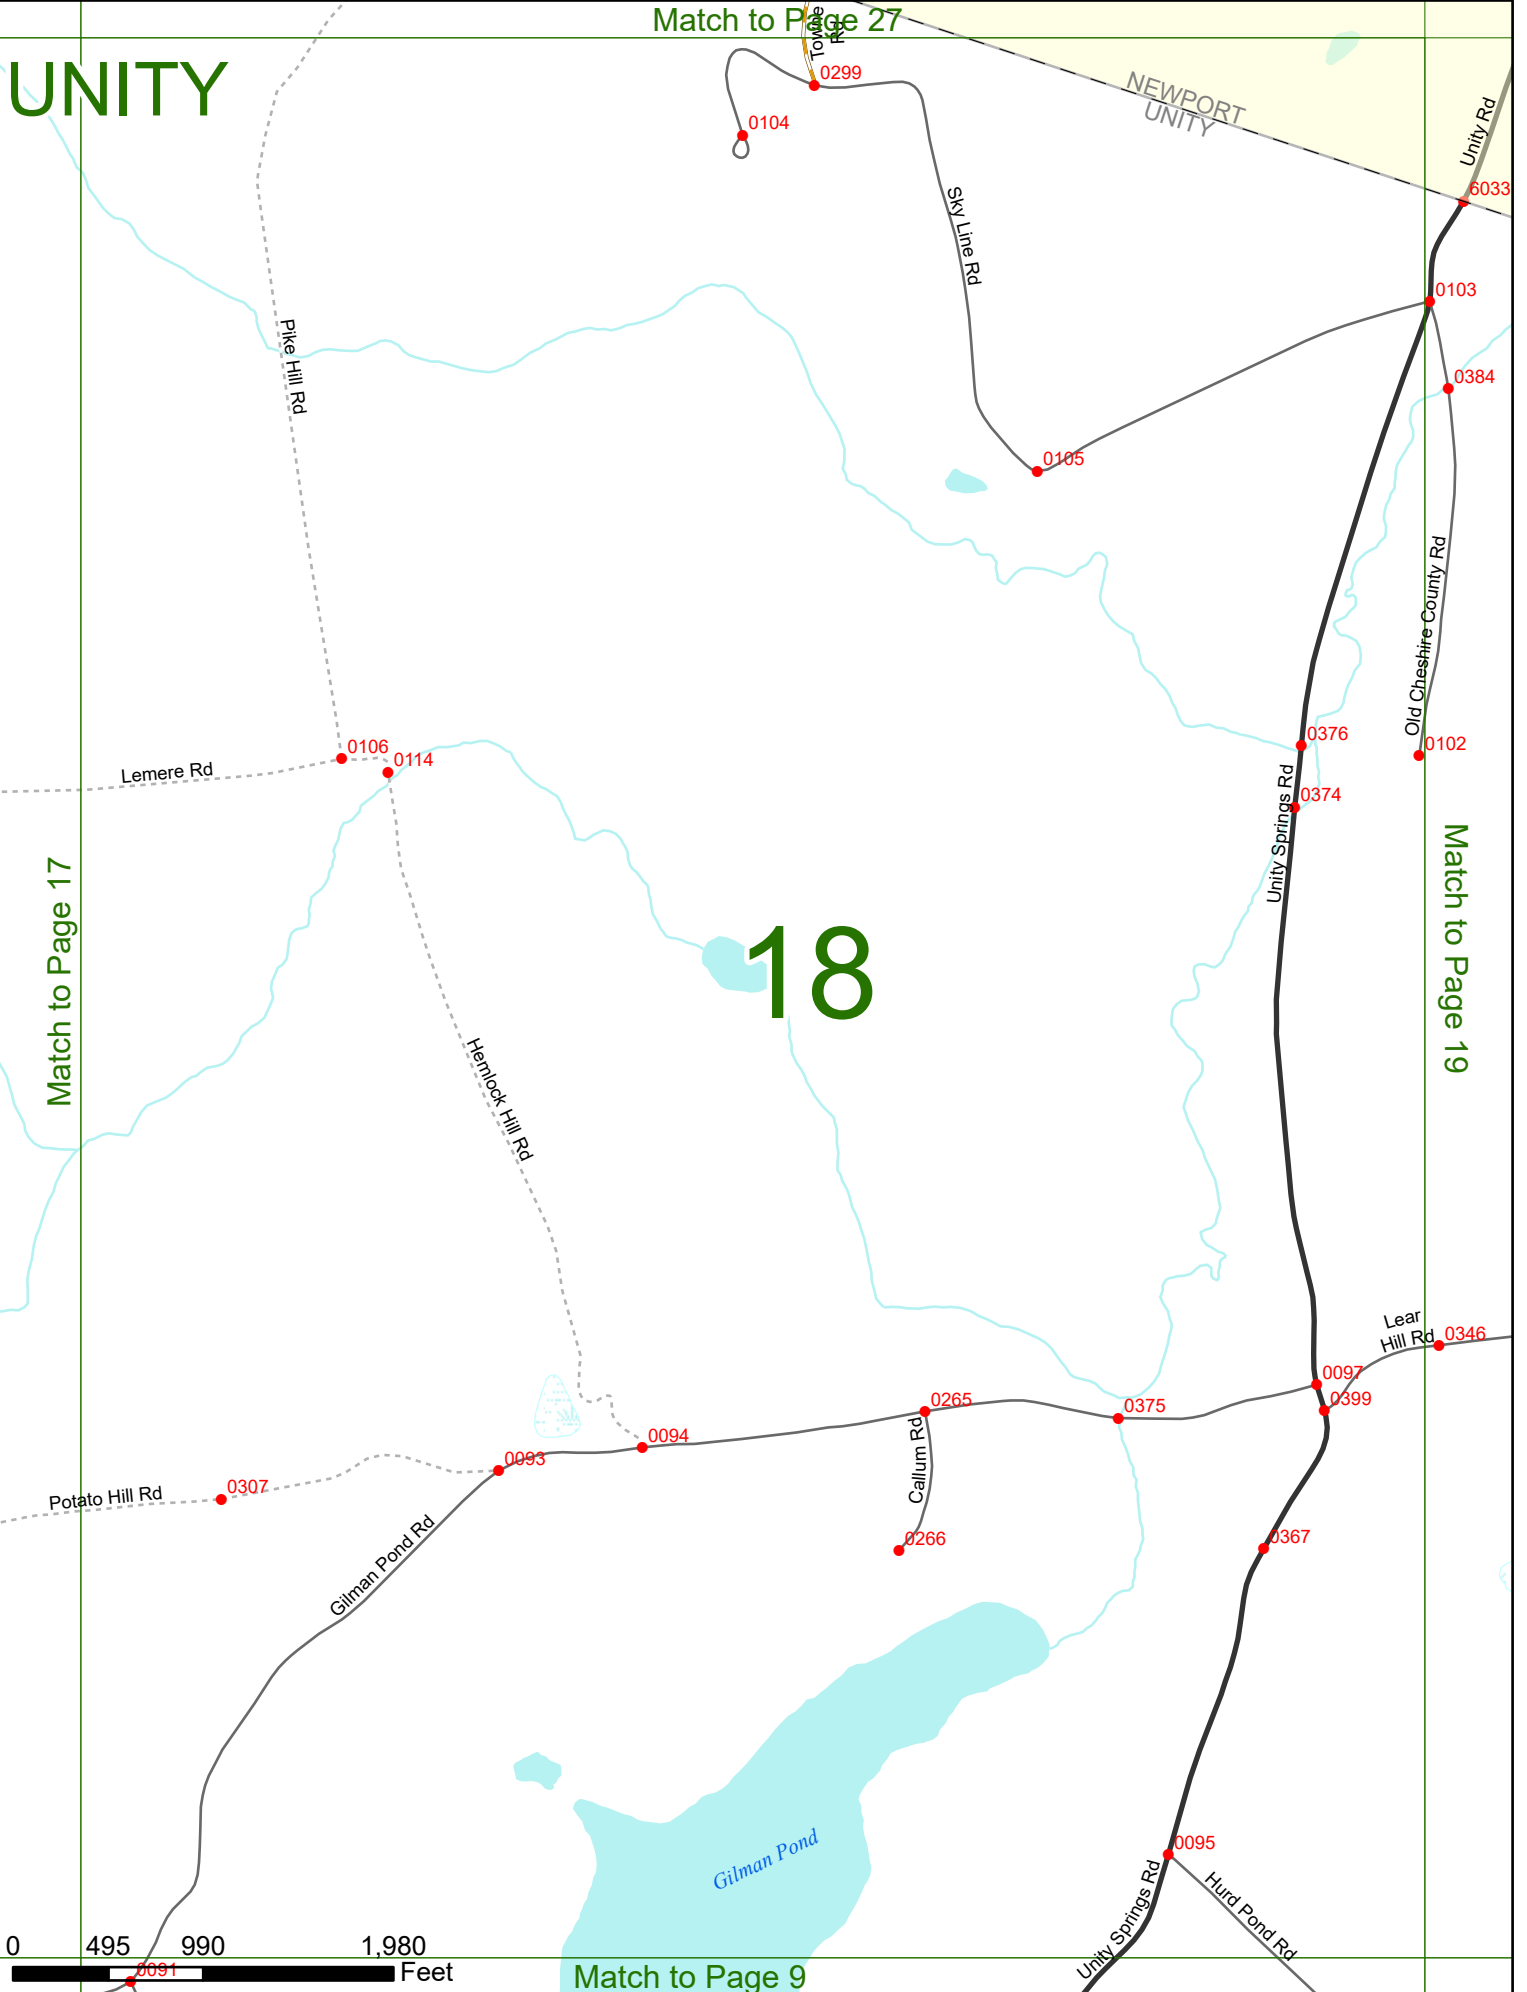 Match to Page 27
Towne
Rd
UNITY
0299
0104
NEWPORT
UNITY
Unity Rd
6033
Sky Line Rd
0103
Pike Hill Rd
0384
0105
Old Cheshire County Rd
0376
0102
0106
0114
Lemere Rd
0374
Unity Springs Rd
Match to Page 17
18
Match to Page 19
Hemlock Hill Rd
Lear
Hill Rd
0346
0097
0399
0265
0375
Callum Rd
0094
0093
0307
Potato Hill Rd
Gilman Pond Rd
0266
0367
Gilman Pond
0095
Unity Springs Rd
Hurd Pond Rd
0 495 990 1,980
Feet
0091
Match to Page 9